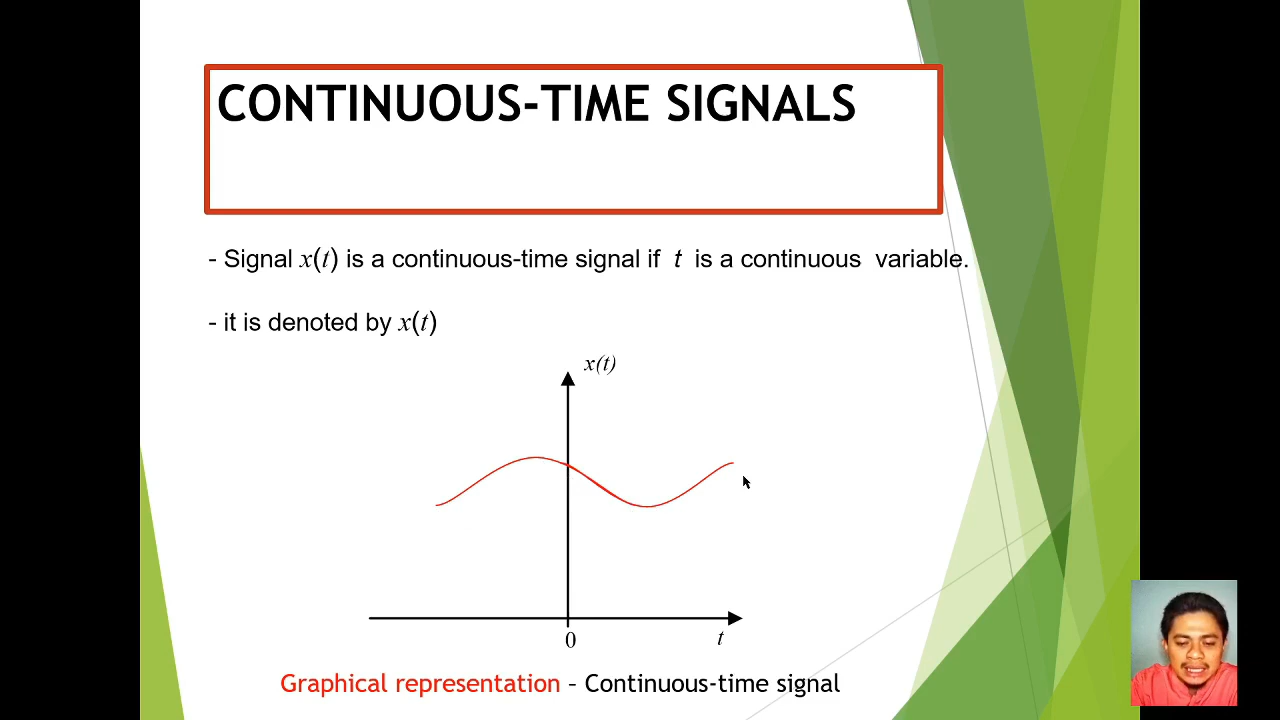 CONTINUOUS-TIME SIGNALS
- Signal x(t) is a continuous-time signal if t is a continuous variable.
- it is denoted by x(t)
x(t)
0
t
Graphical representation – Continuous-time signal